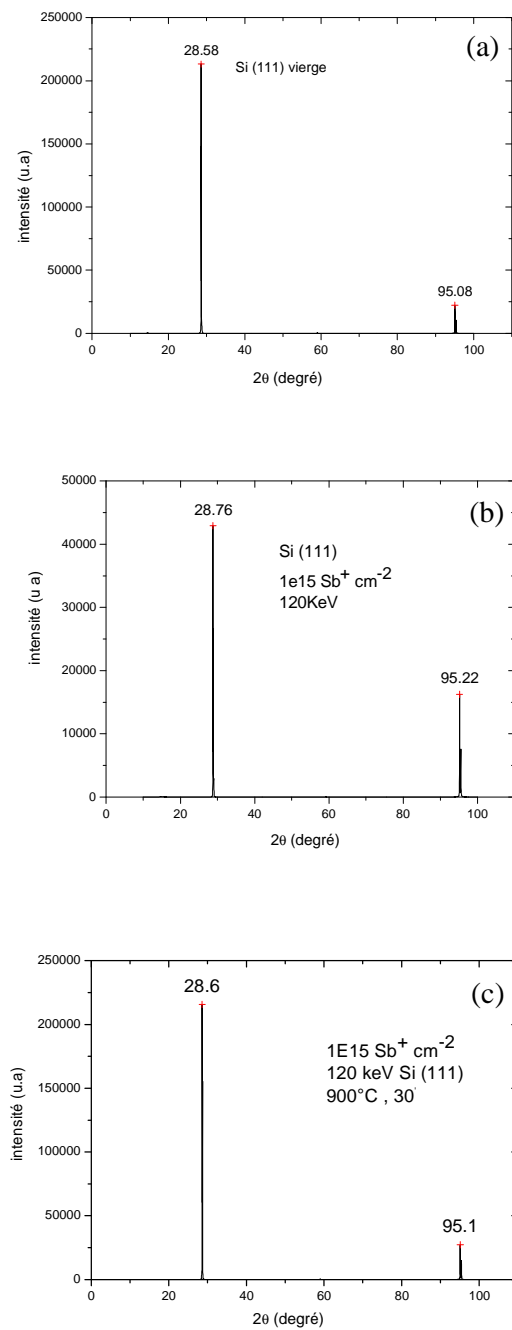 (a)
28.58
Si (111) vierge
95.08
250000
200000
150000
100000
50000
0
intensité (u.a)
0 20 40 60 80 100
2θ (degré)
(b)
28.76
Si (111)
1e15 Sb+ cm-2
120KeV
95.22
50000
40000
30000
20000
10000
0
intensité (u a)
0 20 40 60 80 100
2θ (degré)
(c)
28.6
1E15 Sb+ cm-2
120 keV Si (111)
900°C , 30'
95.1
250000
200000
150000
100000
50000
0
intensité (u.a)
0 20 40 60 80 100
2θ (degré)